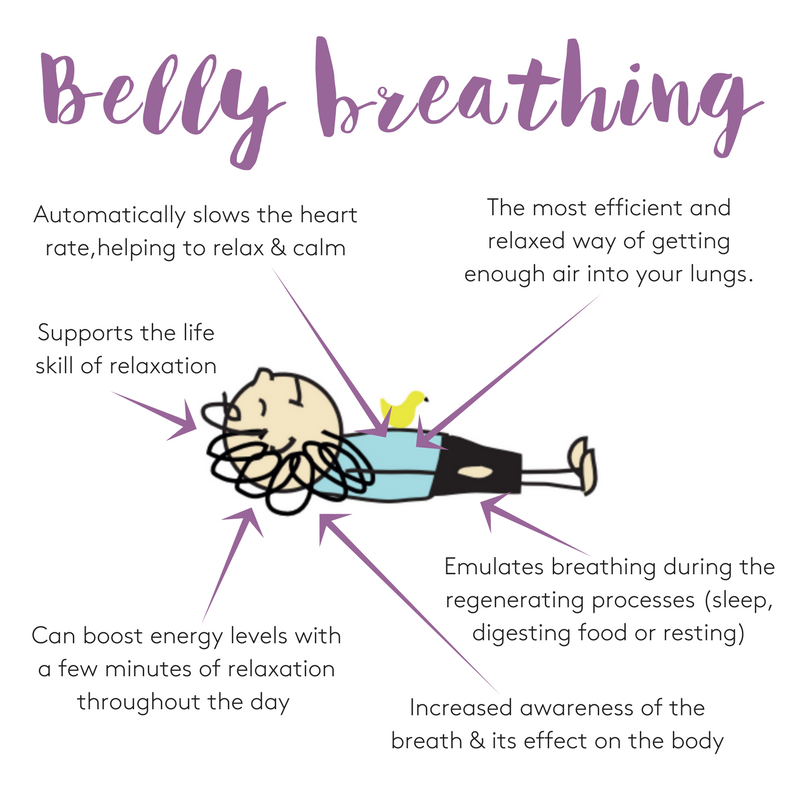 Belly breathing
Automatically slows the heart
rate,helping to relax & calm
The most efficient and
relaxed way of getting
enough air into your lungs.
Supports the life
skill of relaxation
Emulates breathing during the
regenerating processes (sleep,
digesting food or resting)
Can boost energy levels with
a few minutes of relaxation
throughout the day
Increased awareness of the
breath & its effect on the body